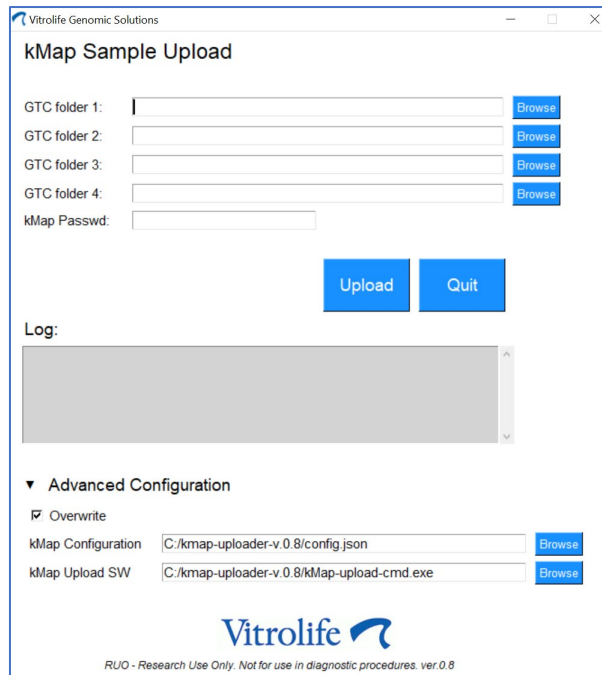 Vitrolife Genomic Solutions
kMap Sample Upload
GTC folder 1: Browse
GTC folder 2: Browse
GTC folder 3: Browse
GTC folder 4: Browse
kMap Passwd:
Upload Quit
Log:
▼ Advanced Configuration
Overwrite
kMap Configuration C:/kmap-uploader-v.0.8/config.json Browse
kMap Upload SW C:/kmap-uploader-v.0.8/kMap-upload-cmd.exe Browse
Vitrolife
RUO - Research Use Only. Not for use in diagnostic procedures. ver.0.8